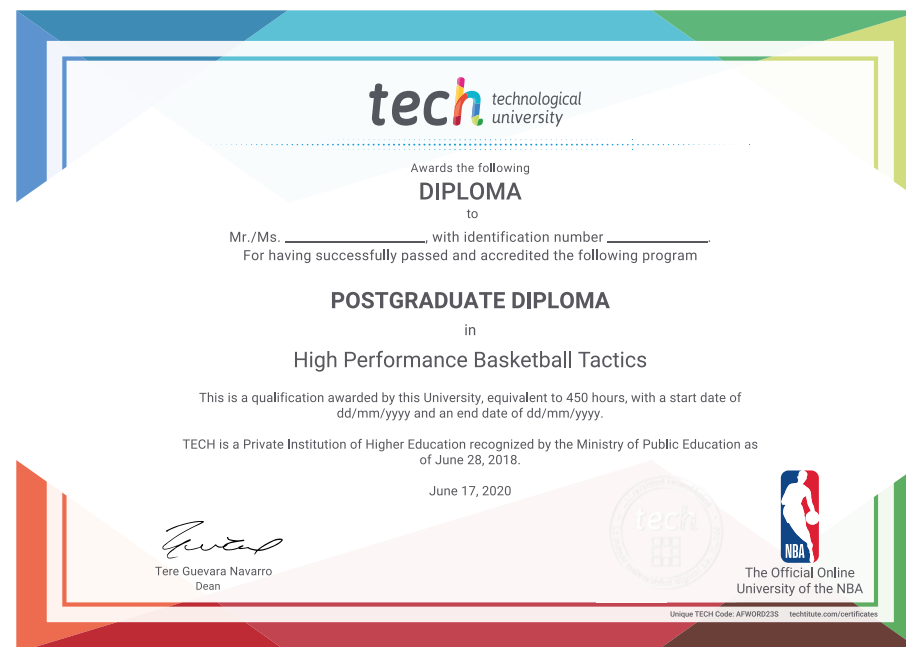 tech technological
university
Awards the following
DIPLOMA
to
Mr./Ms. ____________________, with identification number ______________.
For having successfully passed and accredited the following program
POSTGRADUATE DIPLOMA
in
High Performance Basketball Tactics
This is a qualification awarded by this University, equivalent to 450 hours, with a start date of
dd/mm/yyyy and an end date of dd/mm/yyyy.
TECH is a Private Institution of Higher Education recognized by the Ministry of Public Education as
of June 28, 2018.
June 17, 2020
tech
NBA
Tere Guevara Navarro
Dean
The Official Online
University of the NBA
Unique TECH Code: AFWORD23S techtitute.com/certificates